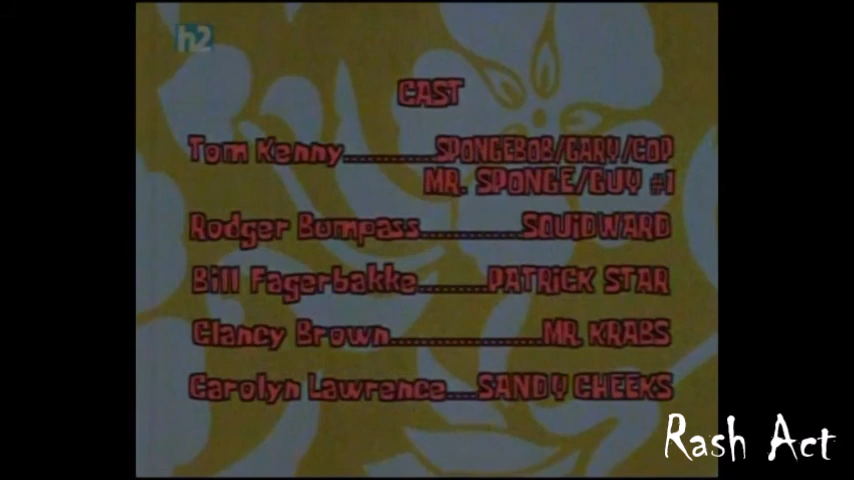 h2
CAST
Tom Kenny..........SPONGEBOB/GARY/COP
MR. SPONGE/GUY #1
Rodger Bumpass...........SQUiDWARD
Bill Fagerbakke........PATRiCK STAR
Clancy Brown..................MR. KRABS
Carolyn Lawrence....SANDY CHEEKS
Rash Act